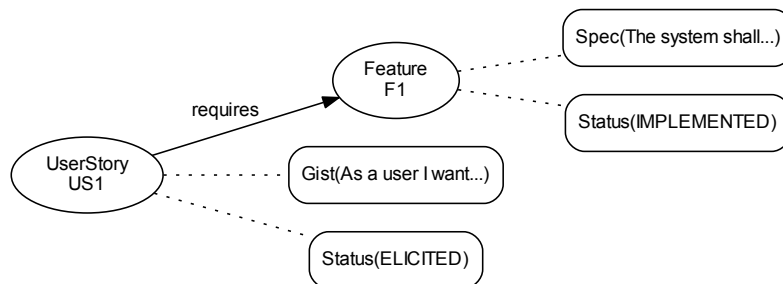 Spec(The system shall...)
Feature
F1
requires
Status(IMPLEMENTED)
UserStory
US1
Gist(As a user I want...)
Status(ELICITED)